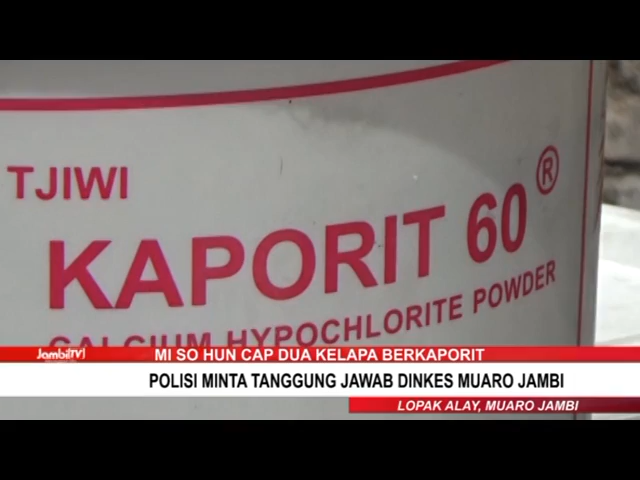 TJIWI
KAPORIT 60®
CALCIUM HYPOCHLORITE POWDER
JambiTV
MI SO HUN CAP DUA KELAPA BERKAPORIT
POLISI MINTA TANGGUNG JAWAB DINKES MUARO JAMBI
LOPAK ALAY, MUARO JAMBI